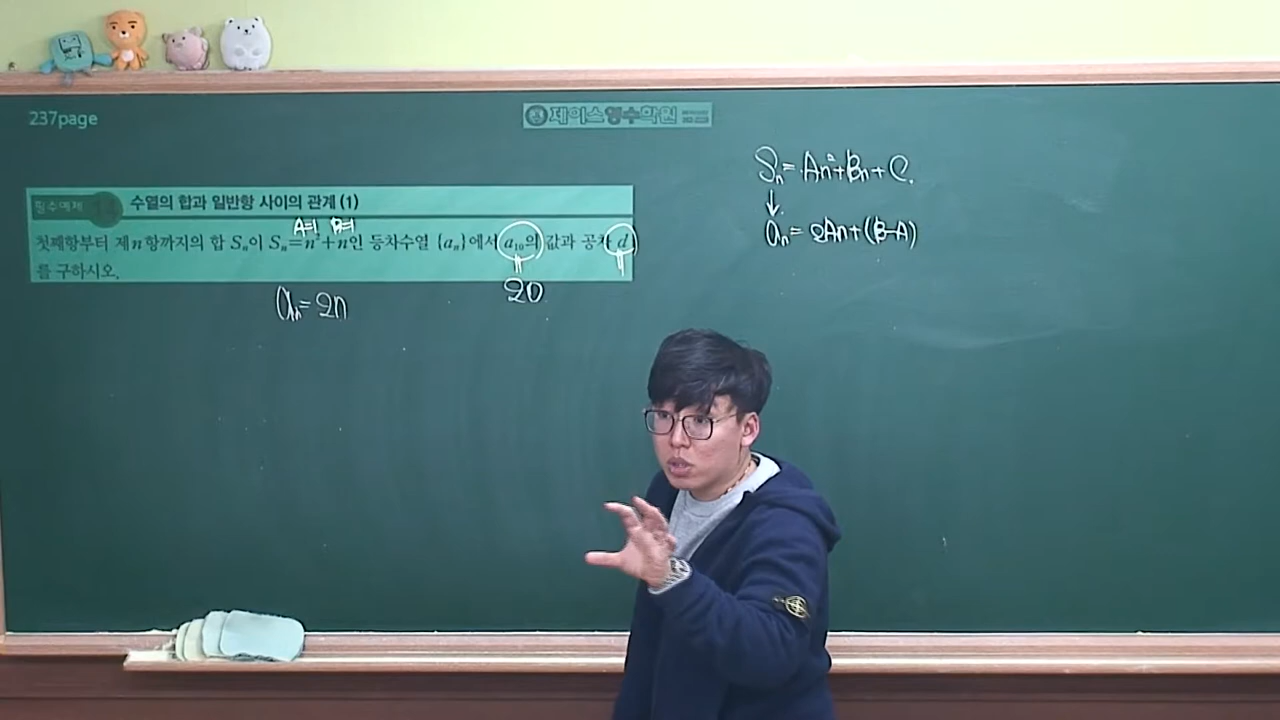 237page
제이스영수학원
Sn = An²+Bn+C.
↓
an = 2An+(B-A)
필수예제 수열의 합과 일반항 사이의 관계 (1)
A=1 B=1
첫째항부터 제n항까지의 합 Sn이 Sn=n²+n인 등차수열 {an}에서 a10의 값과 공차 d
를 구하시오.
an = 2n
20